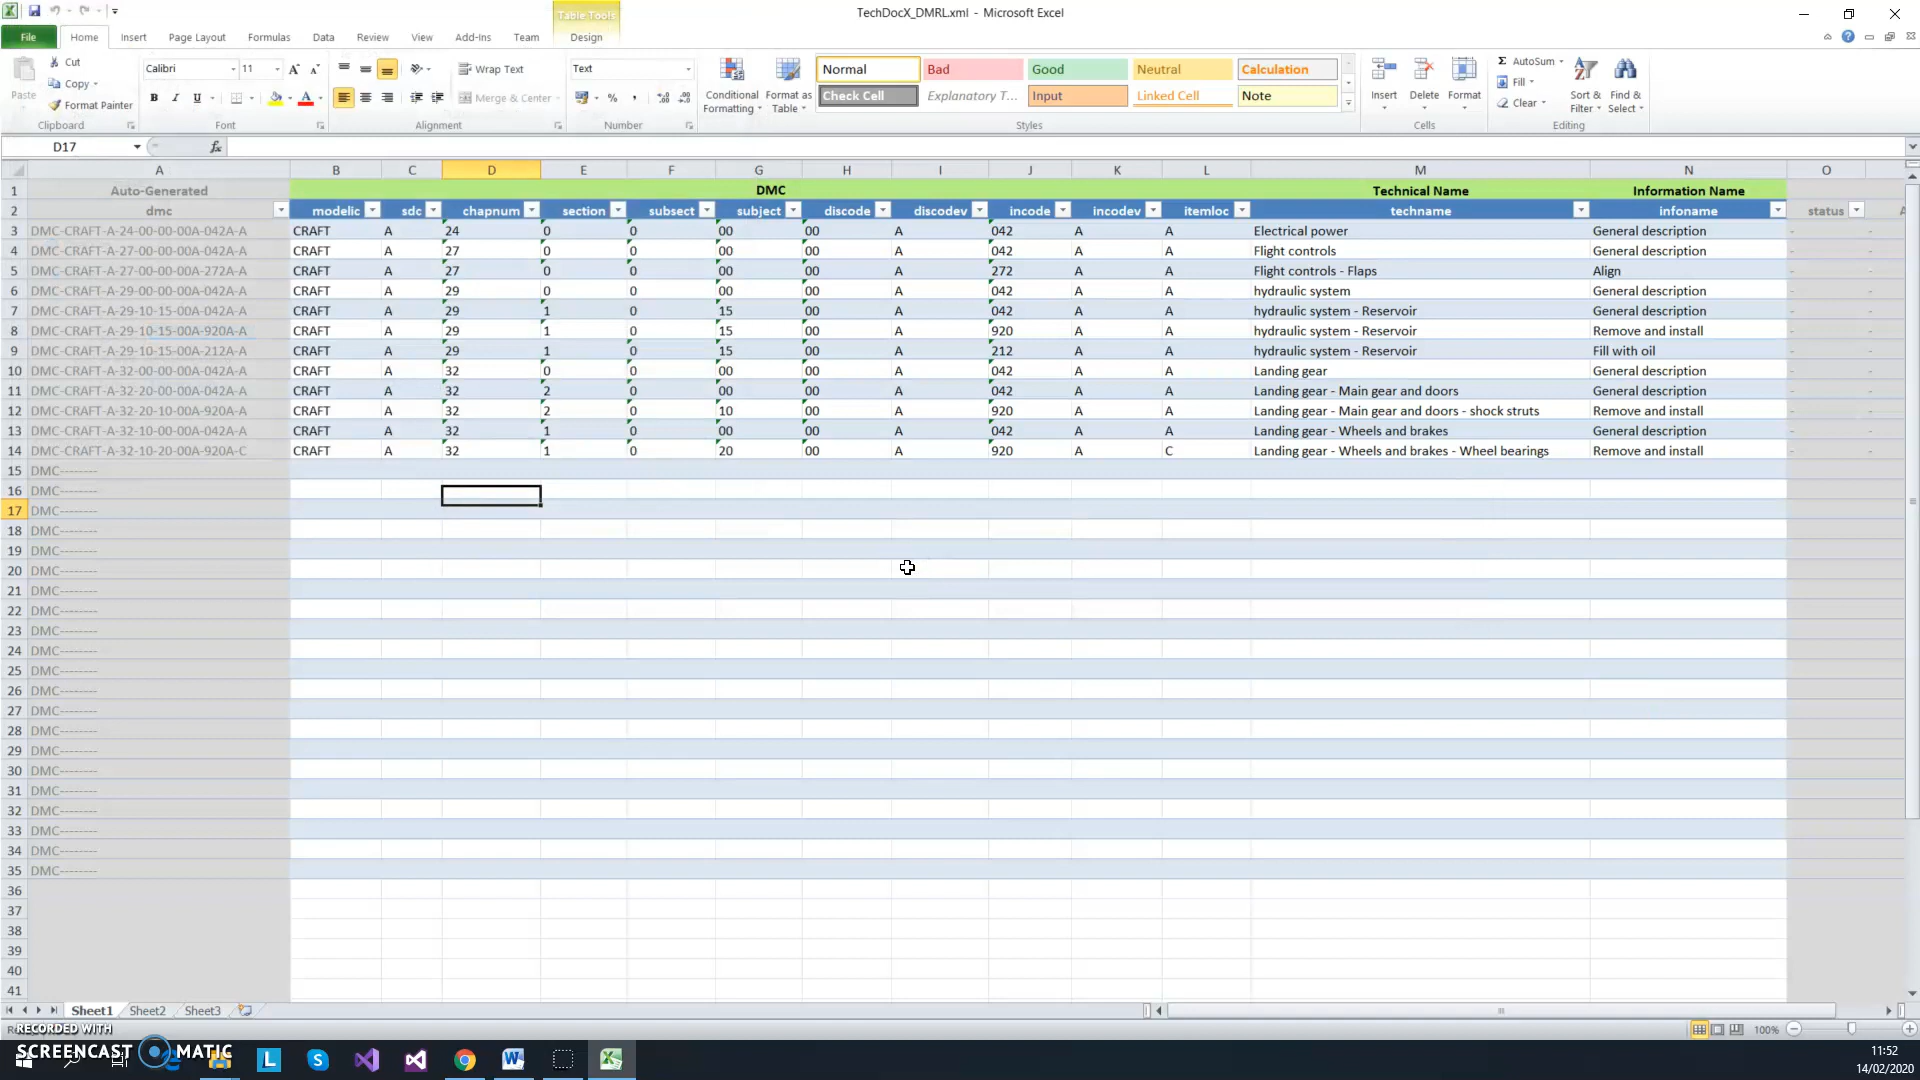 TechDocX_DMRL.xml - Microsoft Excel
Table Tools
File Home Insert Page Layout Formulas Data Review View Add-Ins Team Design
Paste
Cut
Copy
Format Painter
Clipboard
Calibri 11
B I U
Font
Wrap Text
Merge & Center
Alignment
Text
Number
Conditional Formatting
Format as Table
Normal Bad Good Neutral Calculation
Check Cell Explanatory T... Input Linked Cell Note
Styles
Insert Delete Format
Cells
AutoSum
Fill
Clear
Sort & Filter
Find & Select
Editing
D17 fx
A B C D E F G H I J K L M N O
1 Auto-Generated DMC Technical Name Information Name
2 dmc modelic sdc chapnum section subsect subject discode discodev incode incodev itemloc techname infoname status
3 DMC-CRAFT-A-24-00-00-00A-042A-A CRAFT A 24 0 0 00 00 A 042 A A Electrical power General description -
4 DMC-CRAFT-A-27-00-00-00A-042A-A CRAFT A 27 0 0 00 00 A 042 A A Flight controls General description -
5 DMC-CRAFT-A-27-00-00-00A-272A-A CRAFT A 27 0 0 00 00 A 272 A A Flight controls - Flaps Align -
6 DMC-CRAFT-A-29-00-00-00A-042A-A CRAFT A 29 0 0 00 00 A 042 A A hydraulic system General description -
7 DMC-CRAFT-A-29-10-15-00A-042A-A CRAFT A 29 1 0 15 00 A 042 A A hydraulic system - Reservoir General description -
8 DMC-CRAFT-A-29-10-15-00A-920A-A CRAFT A 29 1 0 15 00 A 920 A A hydraulic system - Reservoir Remove and install -
9 DMC-CRAFT-A-29-10-15-00A-212A-A CRAFT A 29 1 0 15 00 A 212 A A hydraulic system - Reservoir Fill with oil -
10 DMC-CRAFT-A-32-00-00-00A-042A-A CRAFT A 32 0 0 00 00 A 042 A A Landing gear General description -
11 DMC-CRAFT-A-32-20-00-00A-042A-A CRAFT A 32 2 0 00 00 A 042 A A Landing gear - Main gear and doors General description -
12 DMC-CRAFT-A-32-20-10-00A-920A-A CRAFT A 32 2 0 10 00 A 920 A A Landing gear - Main gear and doors - shock struts Remove and install -
13 DMC-CRAFT-A-32-10-00-00A-042A-A CRAFT A 32 1 0 00 00 A 042 A A Landing gear - Wheels and brakes General description -
14 DMC-CRAFT-A-32-10-20-00A-920A-C CRAFT A 32 1 0 20 00 A 920 A C Landing gear - Wheels and brakes - Wheel bearings Remove and install -
15 DMC--------
16 DMC--------
17 DMC--------
18 DMC--------
19 DMC--------
20 DMC--------
21 DMC--------
22 DMC--------
23 DMC--------
24 DMC--------
25 DMC--------
26 DMC--------
27 DMC--------
28 DMC--------
29 DMC--------
30 DMC--------
31 DMC--------
32 DMC--------
33 DMC--------
34 DMC--------
35 DMC--------
36
37
38
39
40
41
Sheet1 Sheet2 Sheet3
100%
RECORDED WITH
SCREENCAST MATIC
11:52
14/02/2020